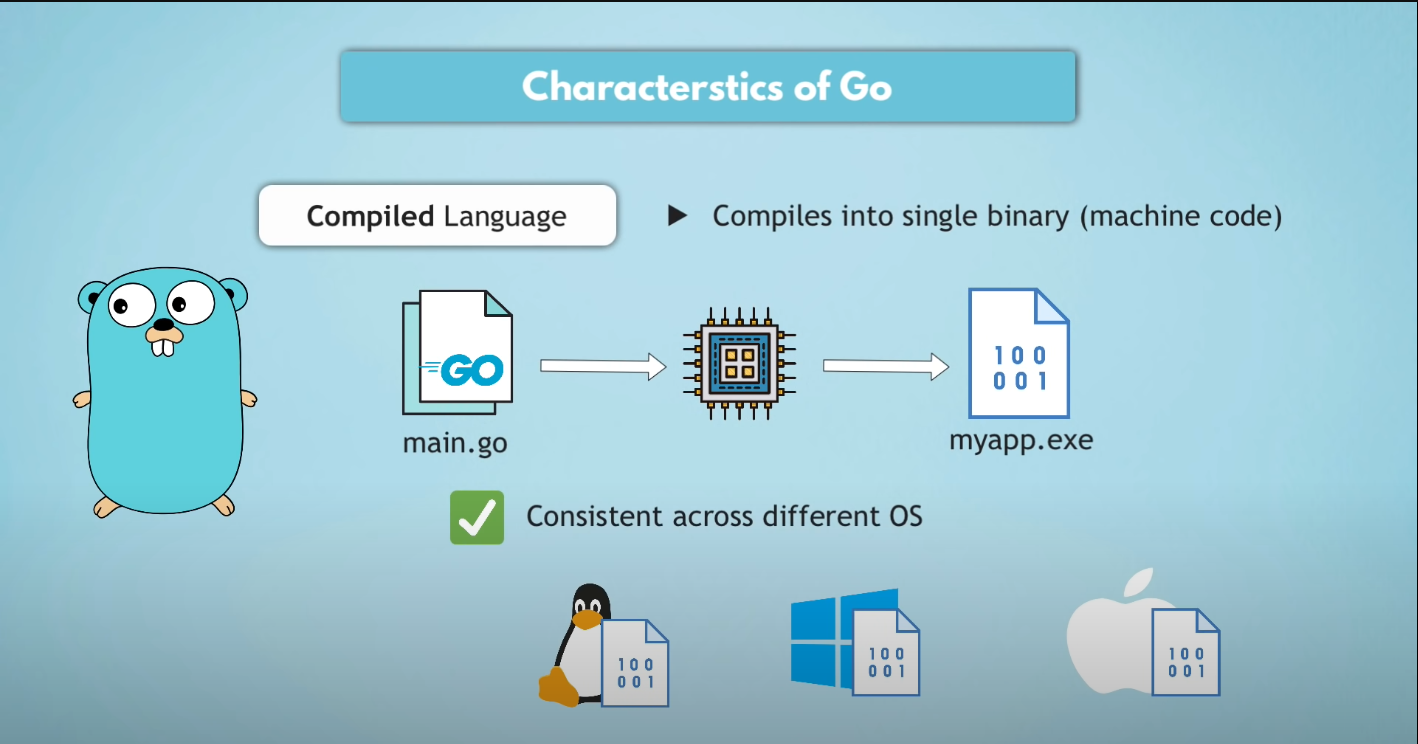 Characterstics of Go
Compiled Language
Compiles into single binary (machine code)
GO
100
001
main.go
myapp.exe
Consistent across different OS
100
001
100
001
100
001